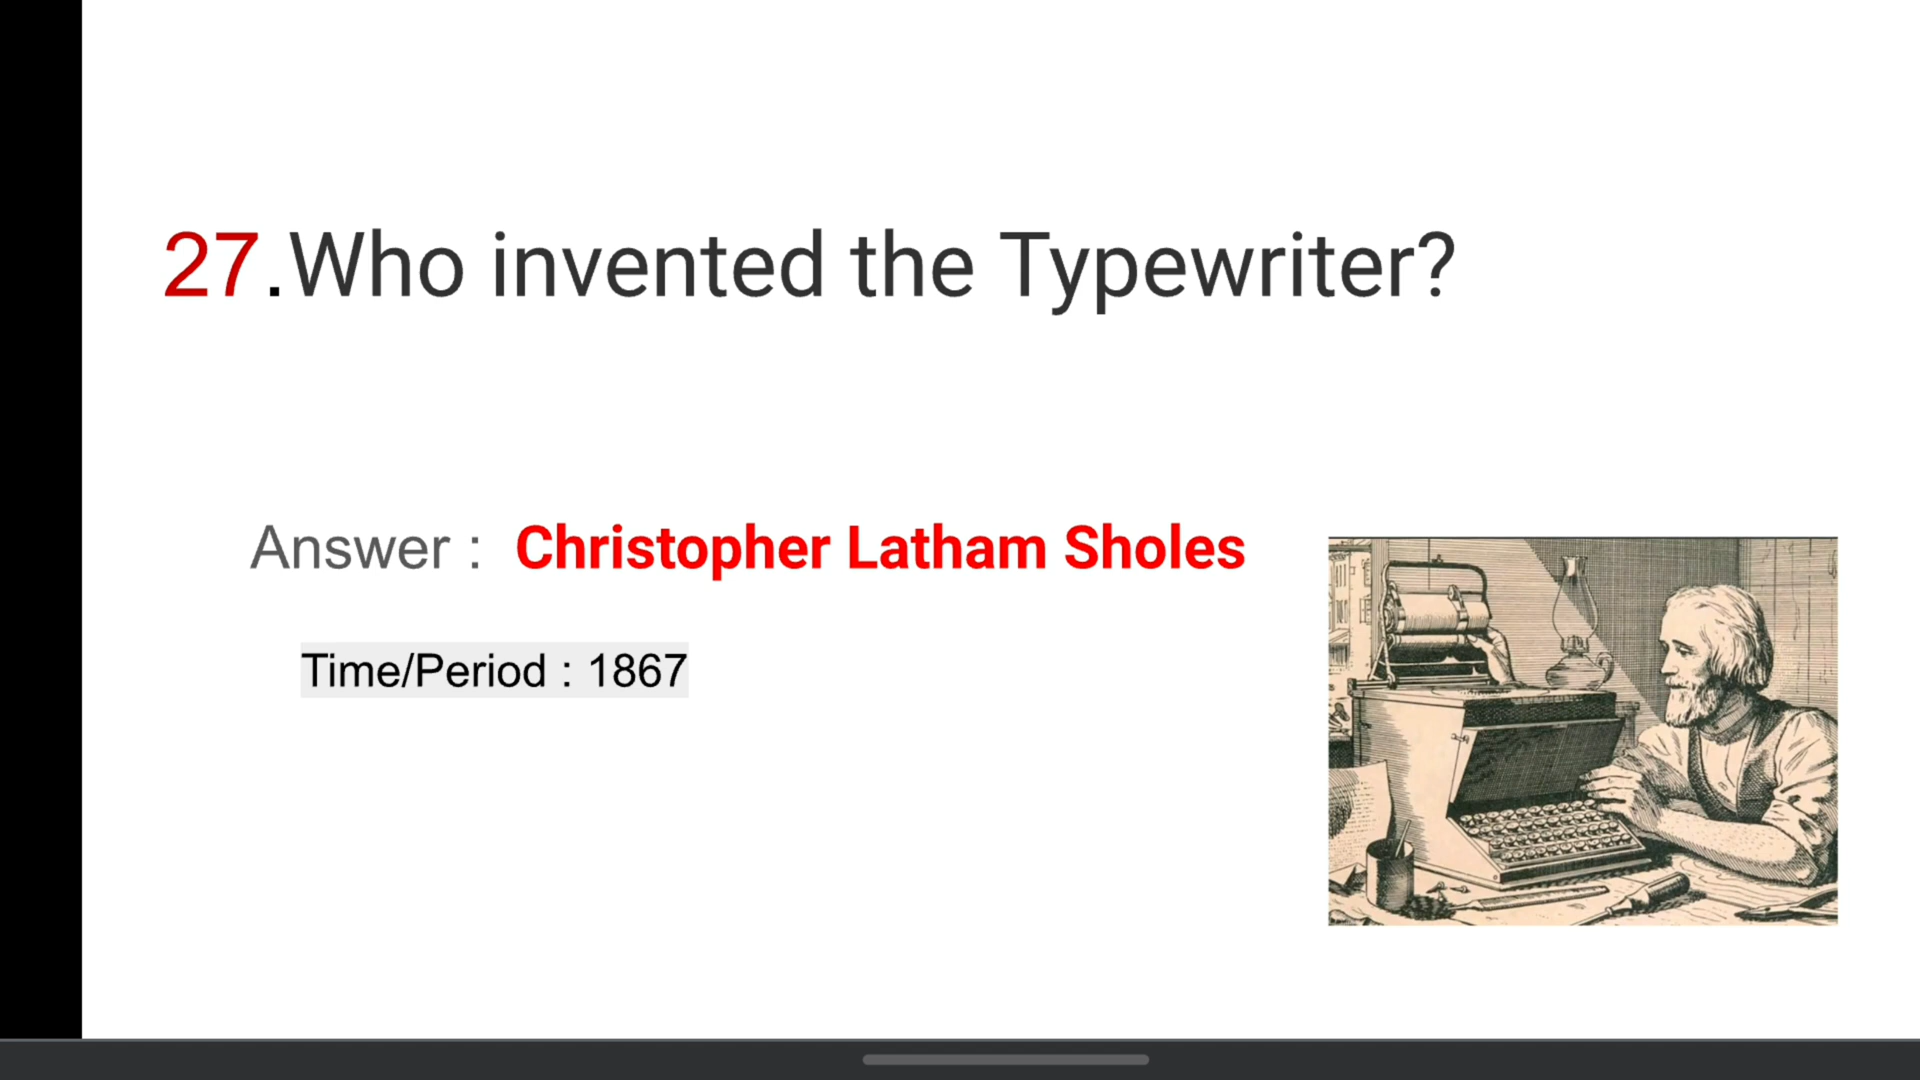 27.Who invented the Typewriter?
Answer : Christopher Latham Sholes
Time/Period : 1867